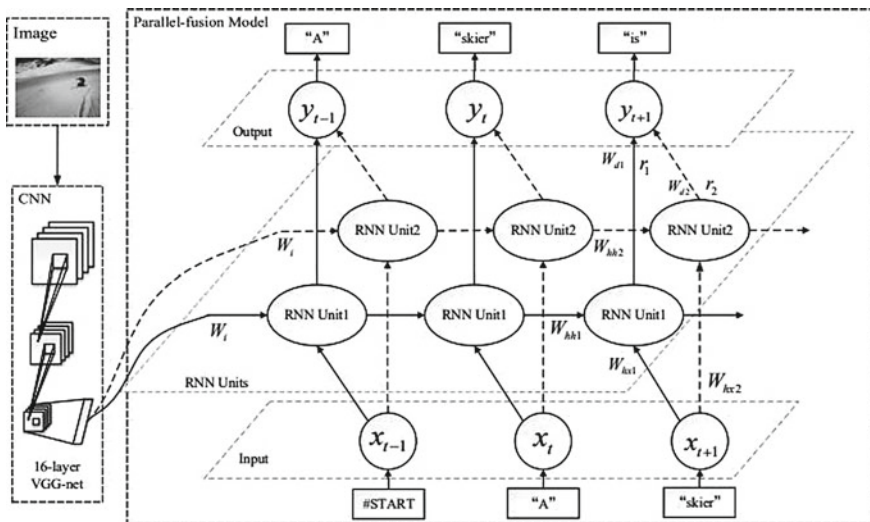 Image
CNN
16-layer
VGG-net
Parallel-fusion Model
"A"
"skier"
"is"
y_{t-1}
y_t
y_{t+1}
Output
W_{d1}
r_1
W_{d2}
r_2
RNN Unit2
RNN Unit2
RNN Unit2
W_i
W_{hh2}
RNN Unit1
RNN Unit1
RNN Unit1
W_i
W_{hh1}
W_{hx1}
W_{hx2}
RNN Units
x_{t-1}
x_t
x_{t+1}
Input
#START
"A"
"skier"